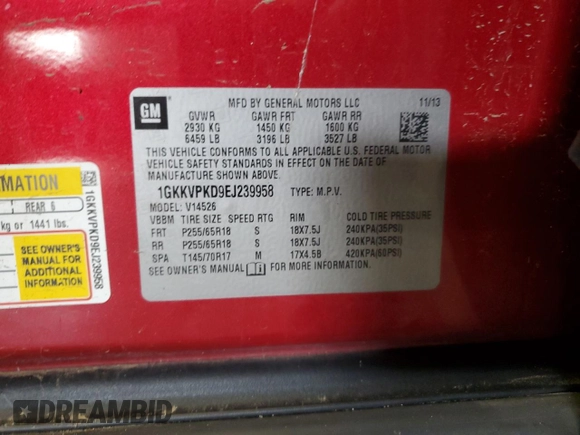 GM
MFD BY GENERAL MOTORS LLC 11/13
GVWR GAWR FRT GAWR RR
2930 KG 1450 KG 1600 KG
6459 LB 3196 LB 3527 LB
THIS VEHICLE CONFORMS TO ALL APPLICABLE U.S. FEDERAL MOTOR
VEHICLE SAFETY STANDARDS IN EFFECT ON THE DATE OF
MANUFACTURE SHOWN ABOVE.
1GKKVPKD9EJ239958 TYPE: M.P.V.
MODEL: V14526
VBBM TIRE SIZE SPEED RTG RIM COLD TIRE PRESSURE
FRT P255/65R18 S 18X7.5J 240KPA(35PSI)
RR P255/65R18 S 18X7.5J 240KPA(35PSI)
SPA T145/70R17 M 17X4.5B 420KPA(60PSI)
SEE OWNER'S MANUAL FOR MORE INFORMATION
MATION
REAR 6
kg or 1441 lbs.
SEE OWNER'S
MANUAL FOR
ADDITIONAL
INFORMATION
1GKKVPKD9EJ239958
DREAMBID